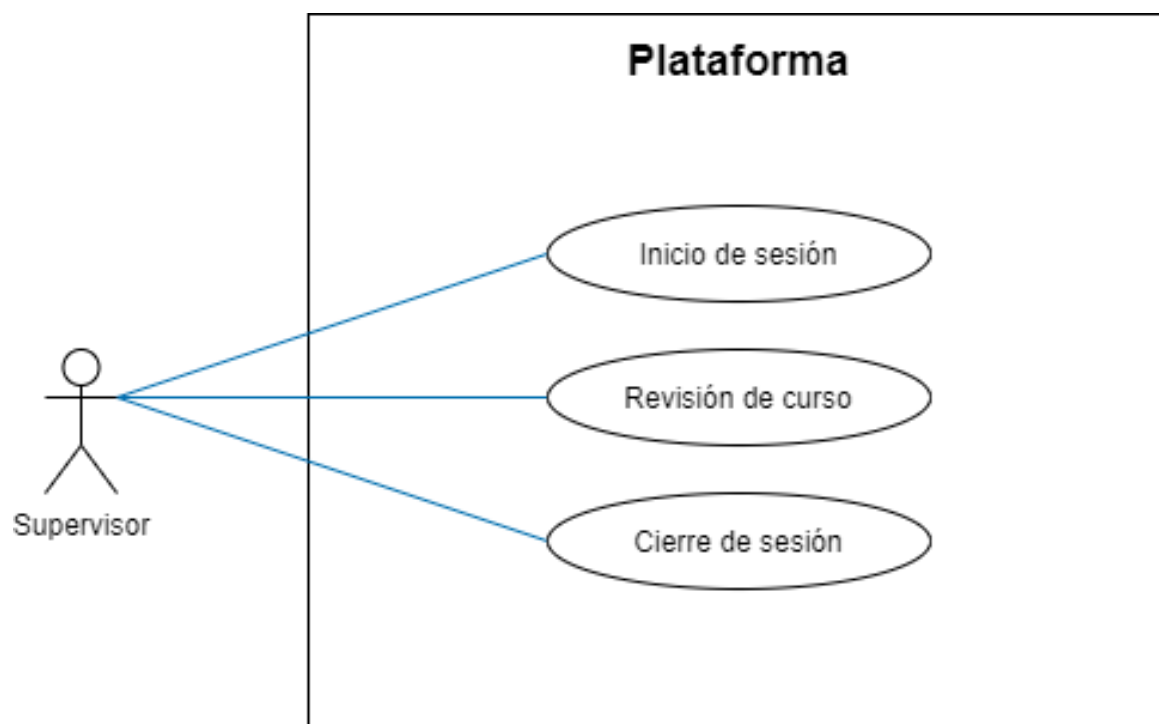 Plataforma
Inicio de sesión
Revisión de curso
Cierre de sesión
Supervisor